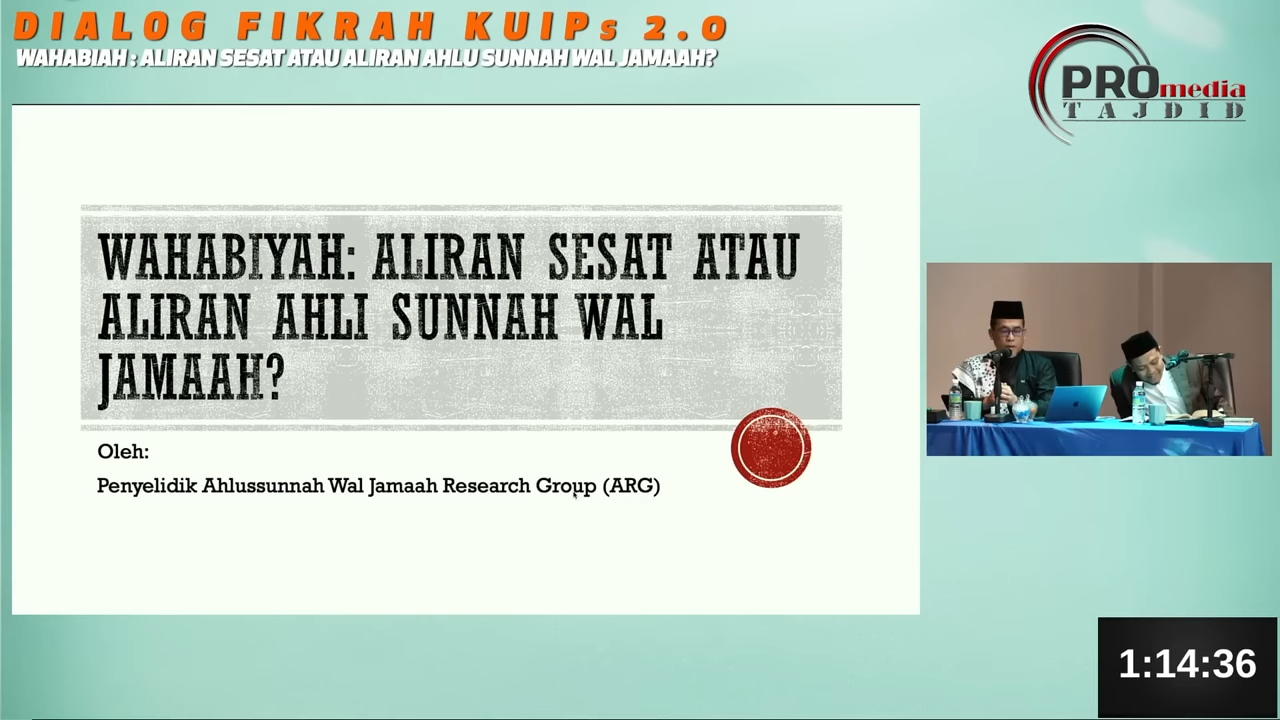 DIALOG FIKRAH KUIPs 2.0
WAHABIAH : ALIRAN SESAT ATAU ALIRAN AHLU SUNNAH WAL JAMAAH?
PROmedia
TAJDID
WAHABIYAH: ALIRAN SESAT ATAU
ALIRAN AHLI SUNNAH WAL
JAMAAH?
Oleh:
Penyelidik Ahlussunnah Wal Jamaah Research Group (ARG)
1:14:36